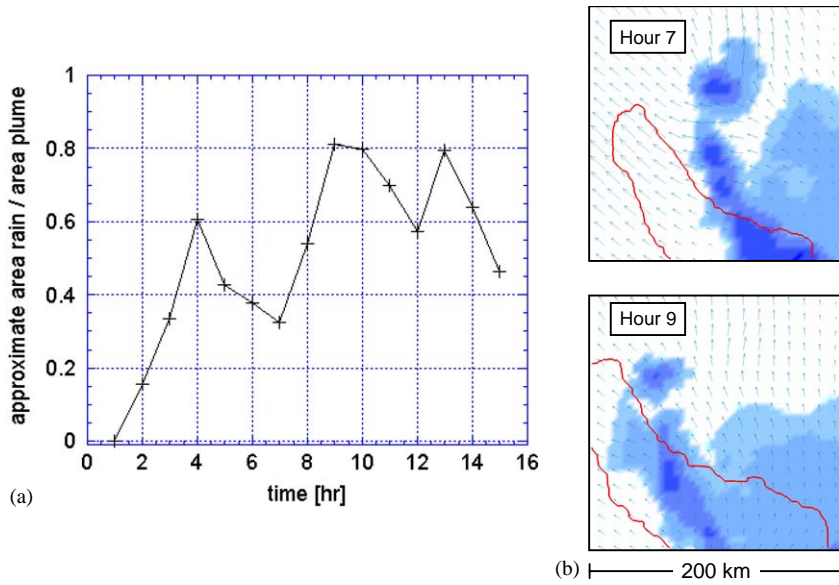 approximate area rain / area plume
1
0.8
0.6
0.4
0.2
0
0 2 4 6 8 10 12 14 16
time [hr]
(a)
Hour 7
Hour 9
(b)
200 km